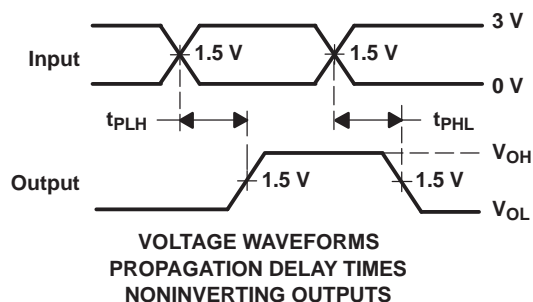 3 V
Input
1.5 V
1.5 V
0 V
tPLH
tPHL
VOH
Output
1.5 V
1.5 V
VOL
VOLTAGE WAVEFORMS
PROPAGATION DELAY TIMES
NONINVERTING OUTPUTS